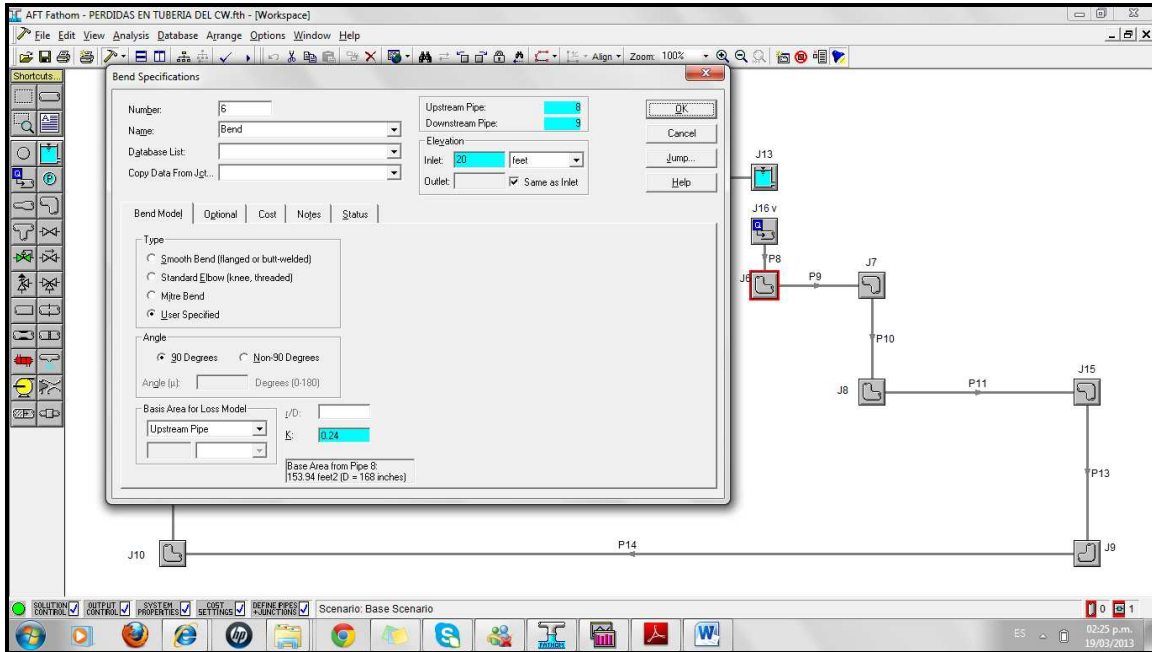 AFT Fathom - PERDIDAS EN TUBERIA DEL CW.fth - [Workspace]
File Edit View Analysis Database Arrange Options Window Help
Align Zoom: 100%
Shortcuts...
Bend Specifications
Number: 6
Name: Bend
Database List:
Copy Data From Jct...
Upstream Pipe: 8
Downstream Pipe: 9
Elevation
Inlet: 20 feet
Outlet: Same as Inlet
OK
Cancel
Jump...
Help
Bend Model Optional Cost Notes Status
Type
Smooth Bend (flanged or butt-welded)
Standard Elbow (knee, threaded)
Mitre Bend
User Specified
Angle
90 Degrees Non-90 Degrees
Angle (µ): Degrees (0-180)
Basis Area for Loss Model
Upstream Pipe
r/D:
K: 0.24
Base Area from Pipe 8:
153.94 feet2 (D = 168 inches)
J13
J16 v
P8
J6
P9
J7
P10
J8
P11
J15
P13
J10
P14
J9
SOLUTION CONTROL OUTPUT CONTROL SYSTEM PROPERTIES COST SETTINGS DEFINE PIPES +JUNCTIONS Scenario: Base Scenario 0 1
ES 02:25 p.m.
19/03/2013